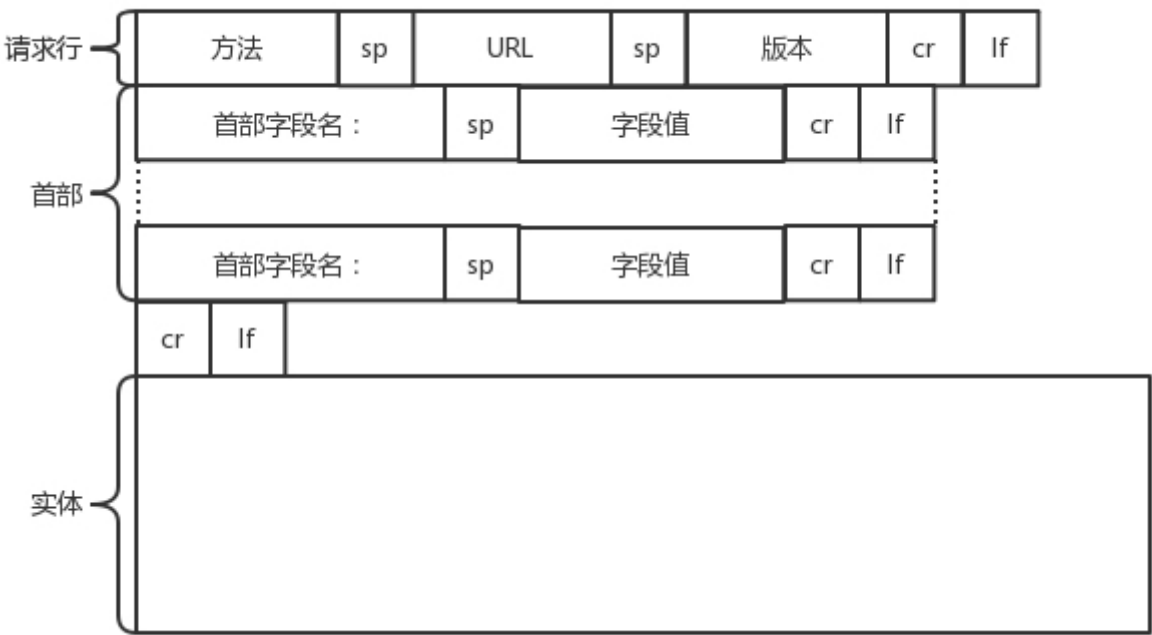 请求行 方法 sp URL sp 版本 cr lf
首部字段名： sp 字段值 cr lf
首部
首部字段名： sp 字段值 cr lf
cr lf
实体